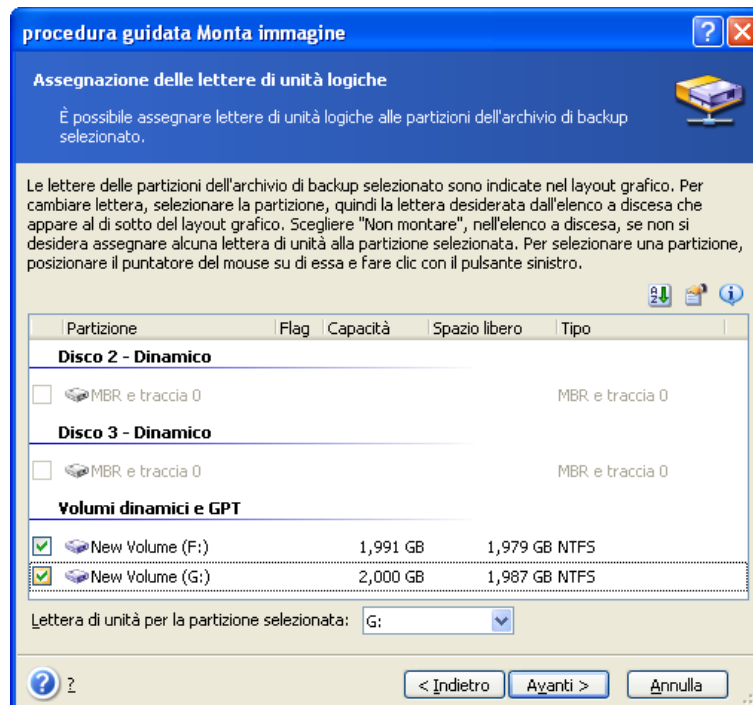 procedura guidata Monta immagine
Assegnazione delle lettere di unità logiche
È possibile assegnare lettere di unità logiche alle partizioni dell'archivio di backup
selezionato.
Le lettere delle partizioni dell'archivio di backup selezionato sono indicate nel layout grafico. Per
cambiare lettera, selezionare la partizione, quindi la lettera desiderata dall'elenco a discesa che
appare al di sotto del layout grafico. Scegliere "Non montare", nell'elenco a discesa, se non si
desidera assegnare alcuna lettera di unità alla partizione selezionata. Per selezionare una partizione,
posizionare il puntatore del mouse su di essa e fare clic con il pulsante sinistro.
Partizione Flag Capacità Spazio libero Tipo
Disco 2 - Dinamico
MBR e traccia 0 MBR e traccia 0
Disco 3 - Dinamico
MBR e traccia 0 MBR e traccia 0
Volumi dinamici e GPT
New Volume (F:) 1,991 GB 1,979 GB NTFS
New Volume (G:) 2,000 GB 1,987 GB NTFS
Lettera di unità per la partizione selezionata: G:
? < Indietro Avanti > Annulla